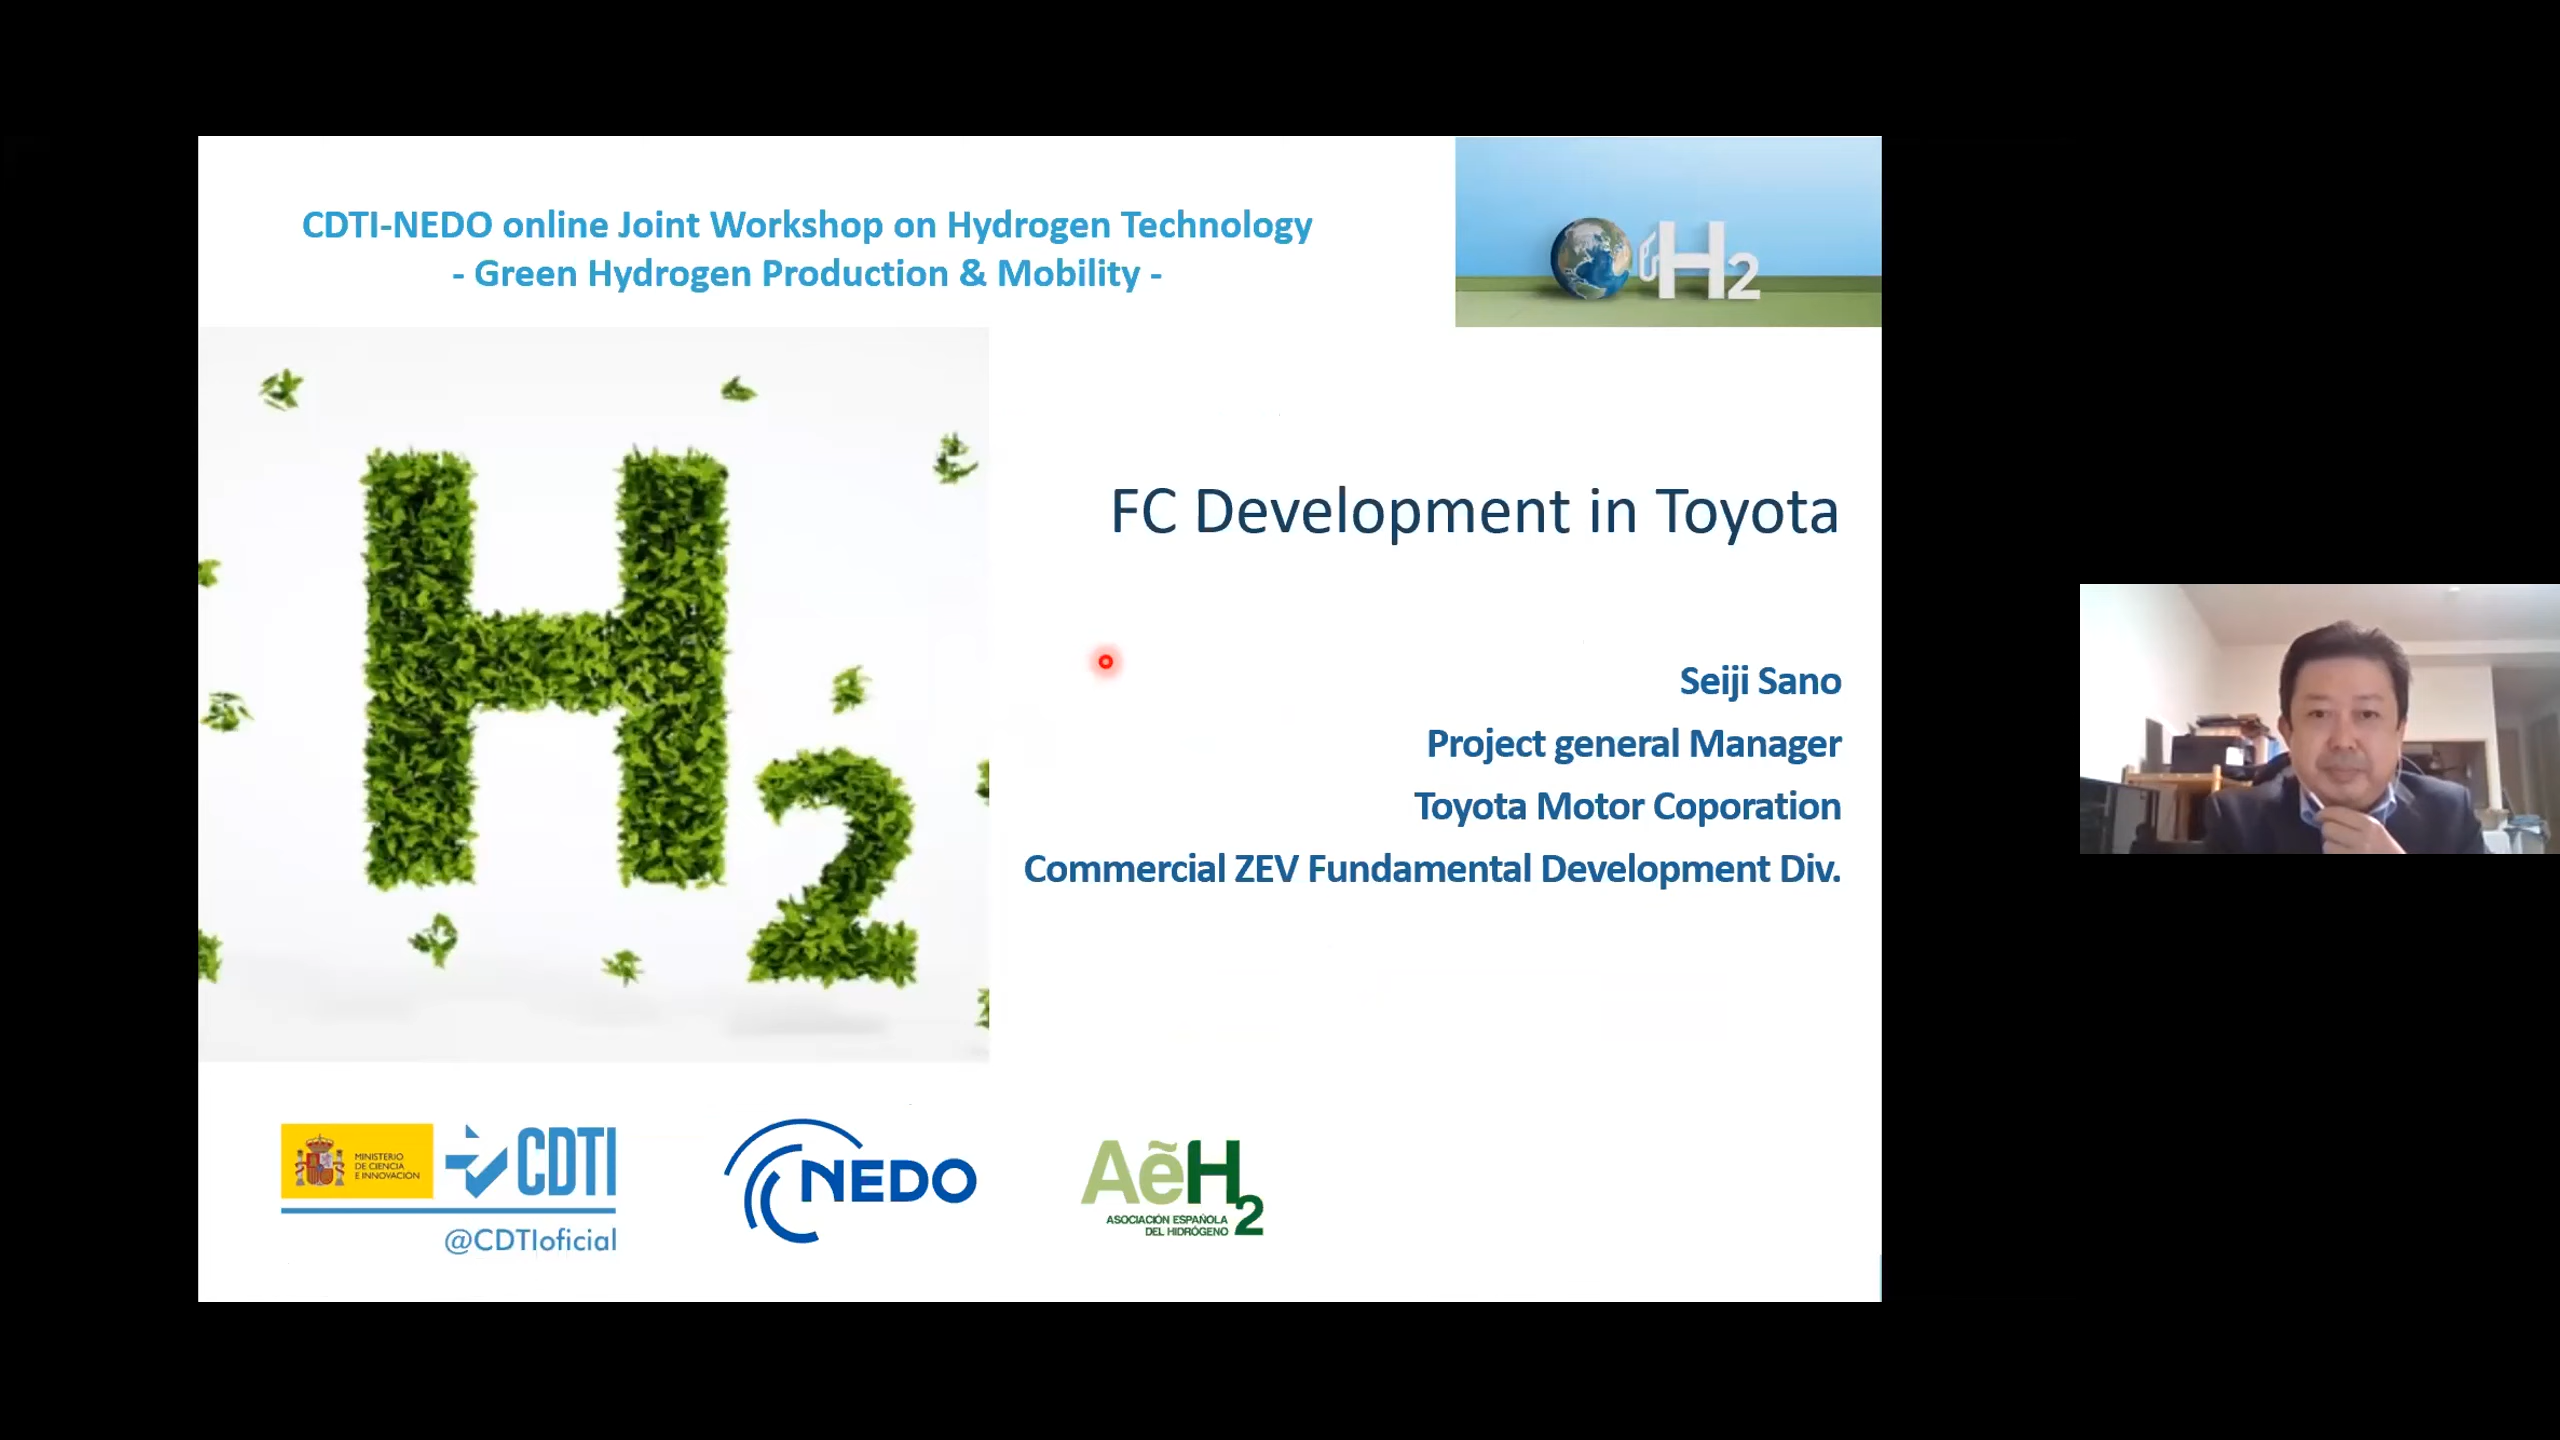 CDTI-NEDO online Joint Workshop on Hydrogen Technology
- Green Hydrogen Production & Mobility -
H2
H2
FC Development in Toyota
Seiji Sano
Project general Manager
Toyota Motor Coporation
Commercial ZEV Fundamental Development Div.
MINISTERIO
DE CIENCIA
E INNOVACIÓN
CDTI
@CDTIoficial
NEDO
AẽH2
ASOCIACIÓN ESPAÑOLA
DEL HIDRÓGENO